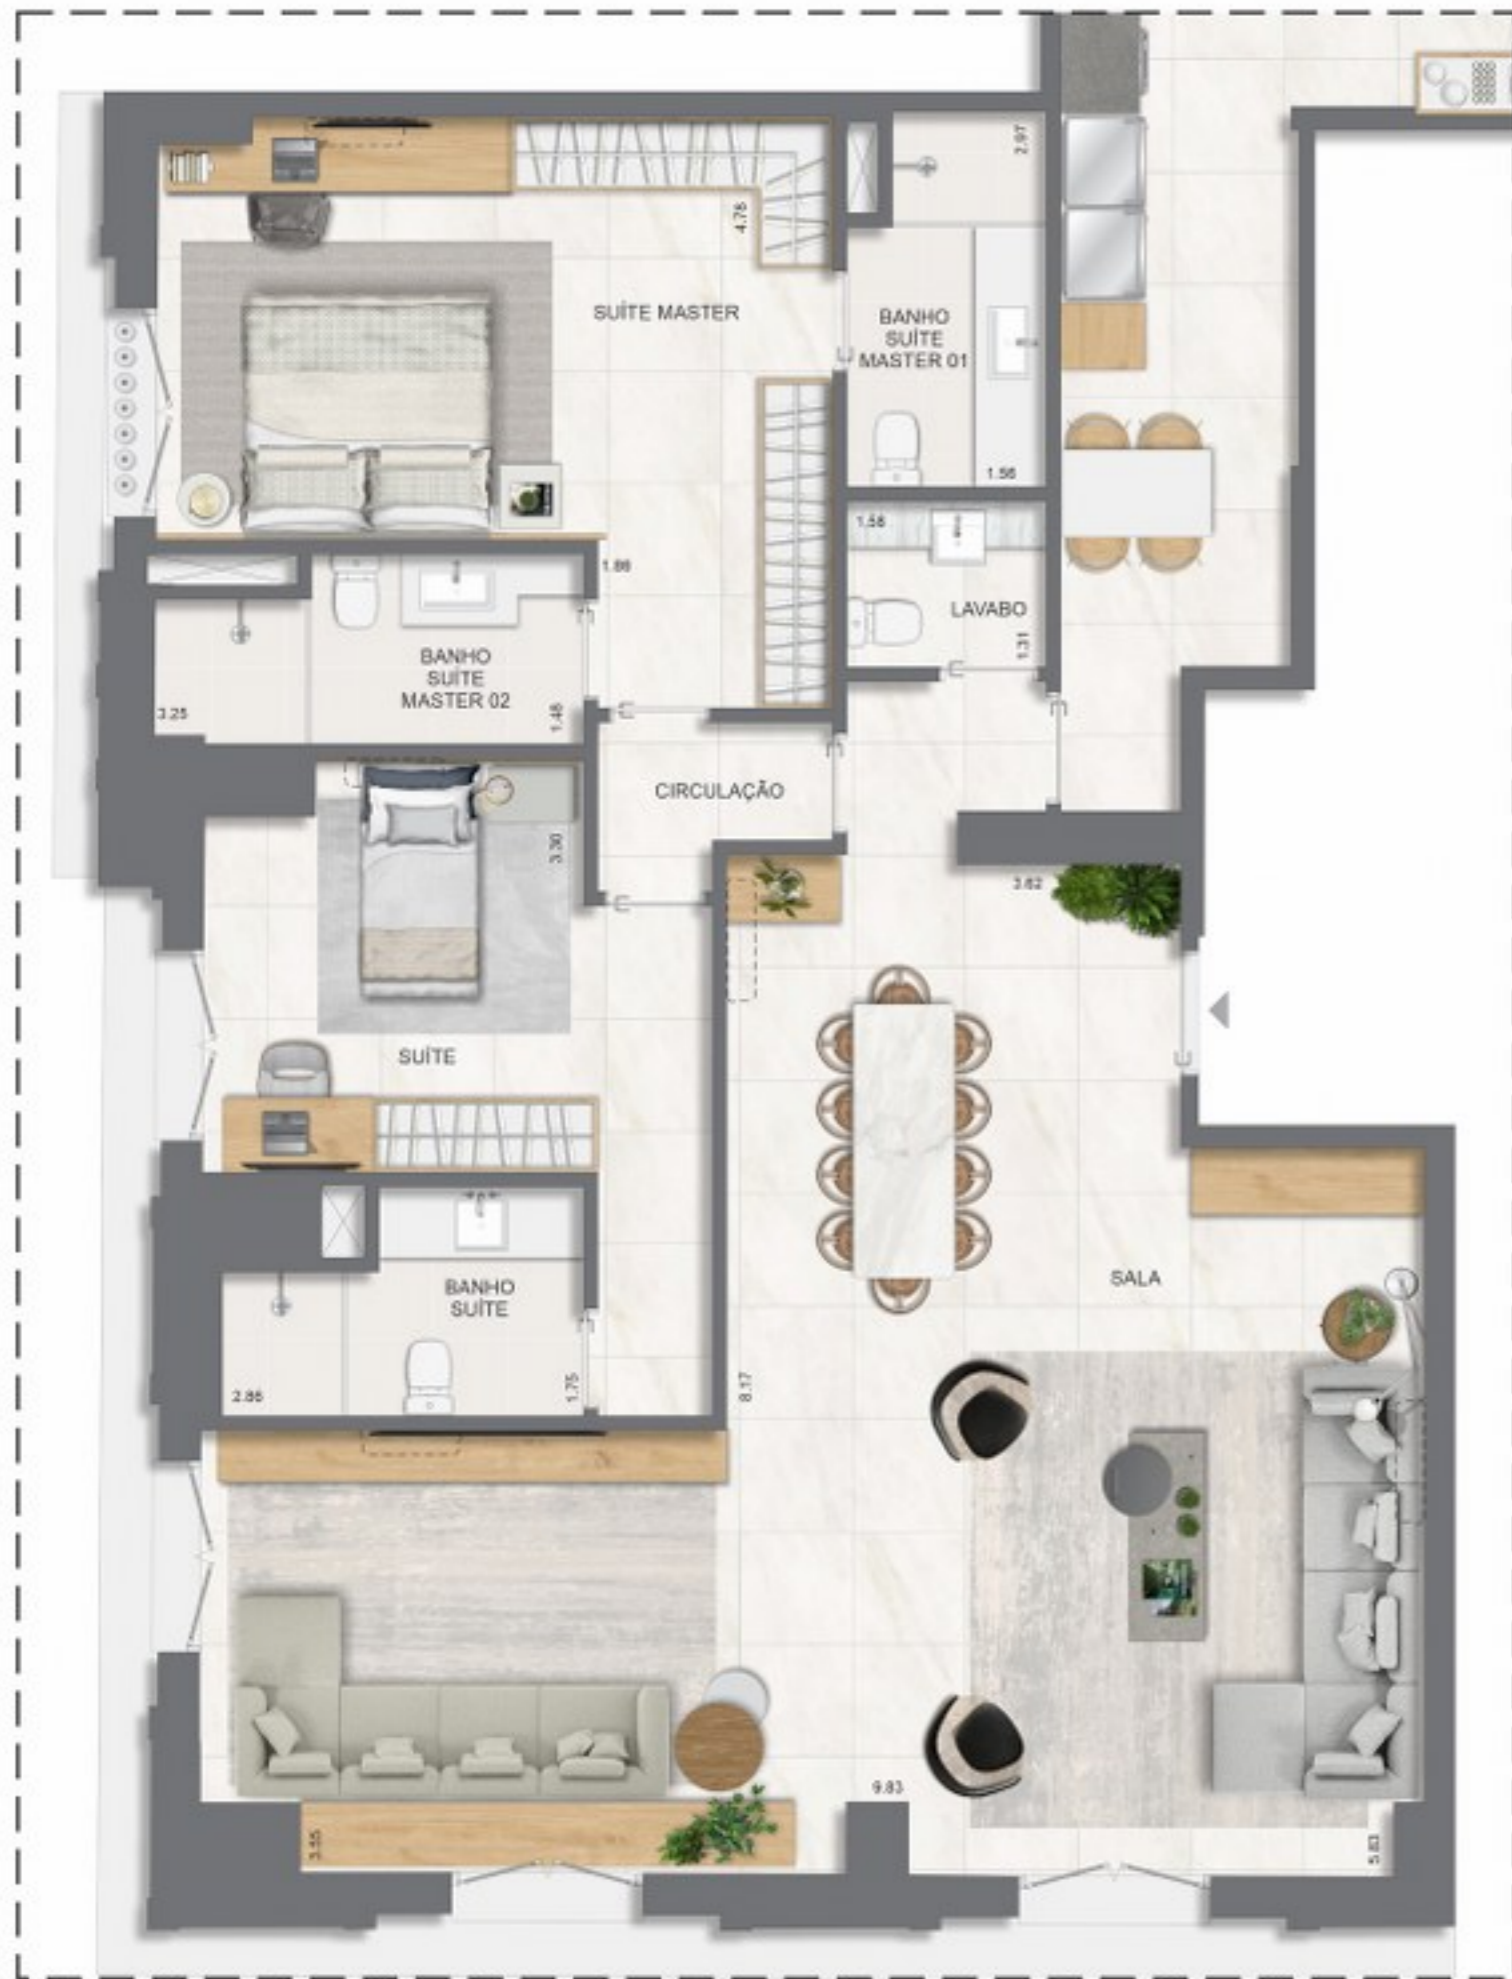 2.97
4.75
SUÍTE MASTER
BANHO
SUÍTE
MASTER 01
1.56
1.58
1.86
LAVABO
1.31
BANHO
SUÍTE
MASTER 02
3.25
1.48
CIRCULAÇÃO
3.30
3.62
SUÍTE
SALA
BANHO
SUÍTE
2.86
1.75
8.17
9.83
3.55
5.83